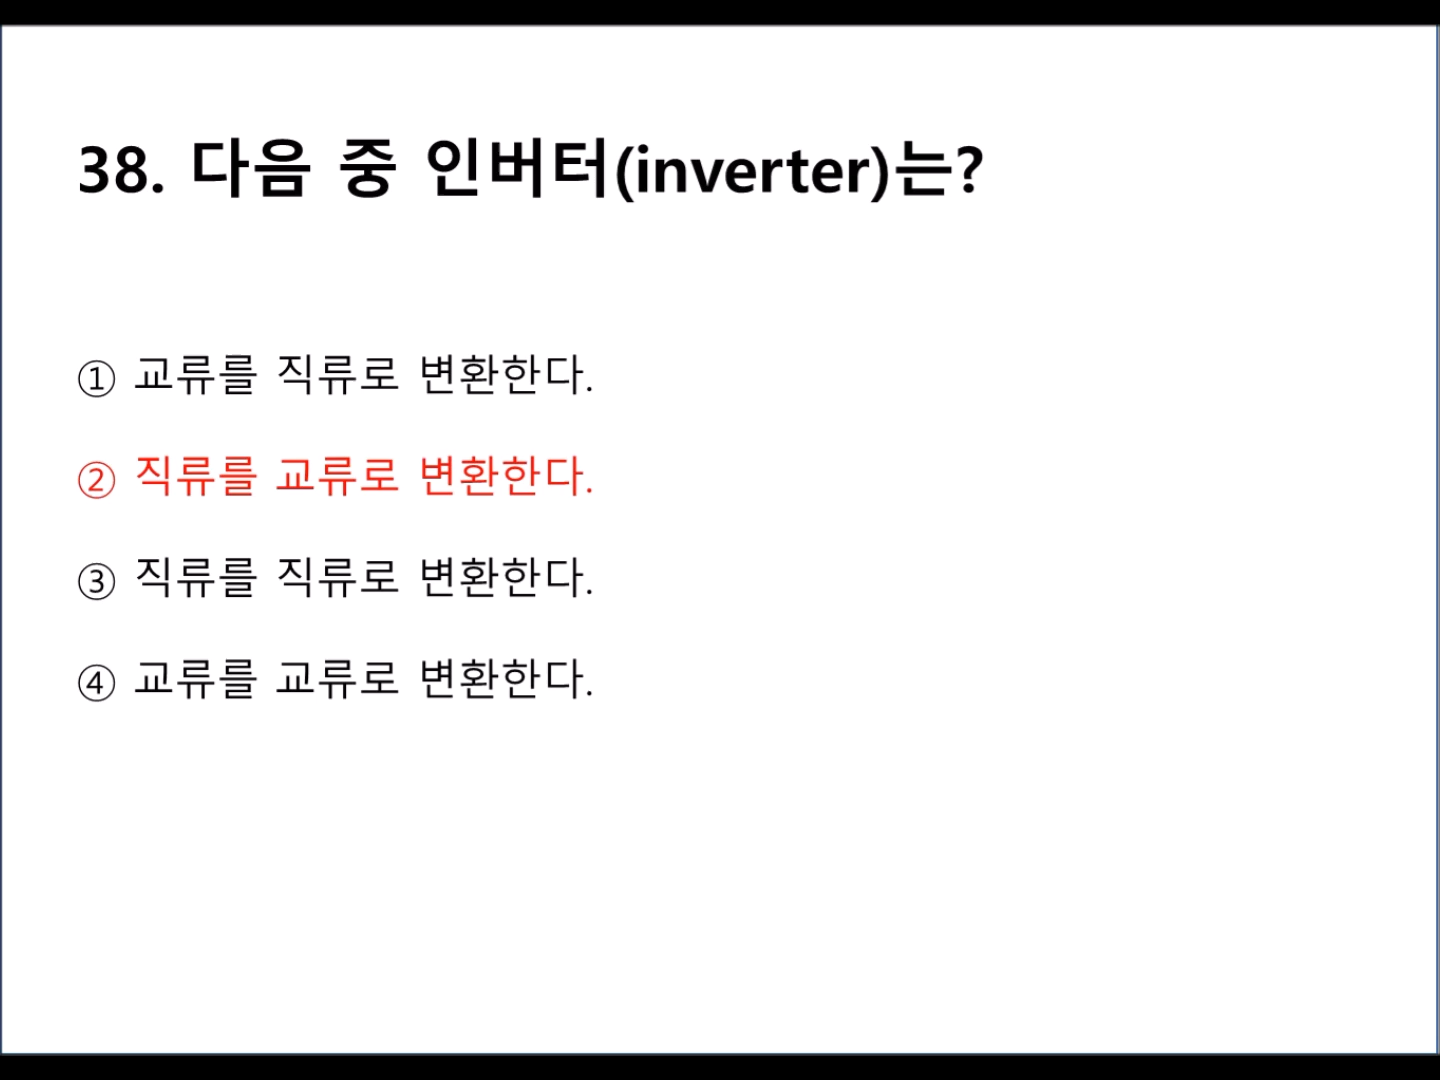 38. 다음 중 인버터(inverter)는?
① 교류를 직류로 변환한다.
② 직류를 교류로 변환한다.
③ 직류를 직류로 변환한다.
④ 교류를 교류로 변환한다.